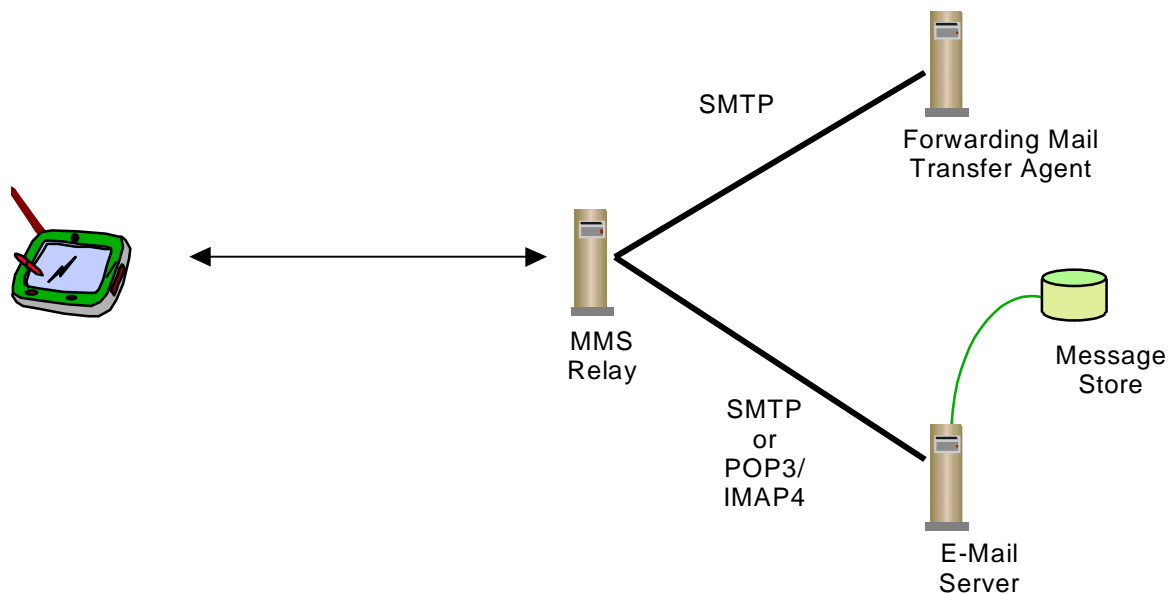 SMTP
Forwarding Mail
Transfer Agent
MMS
Relay
Message
Store
SMTP
or
POP3/
IMAP4
E-Mail
Server